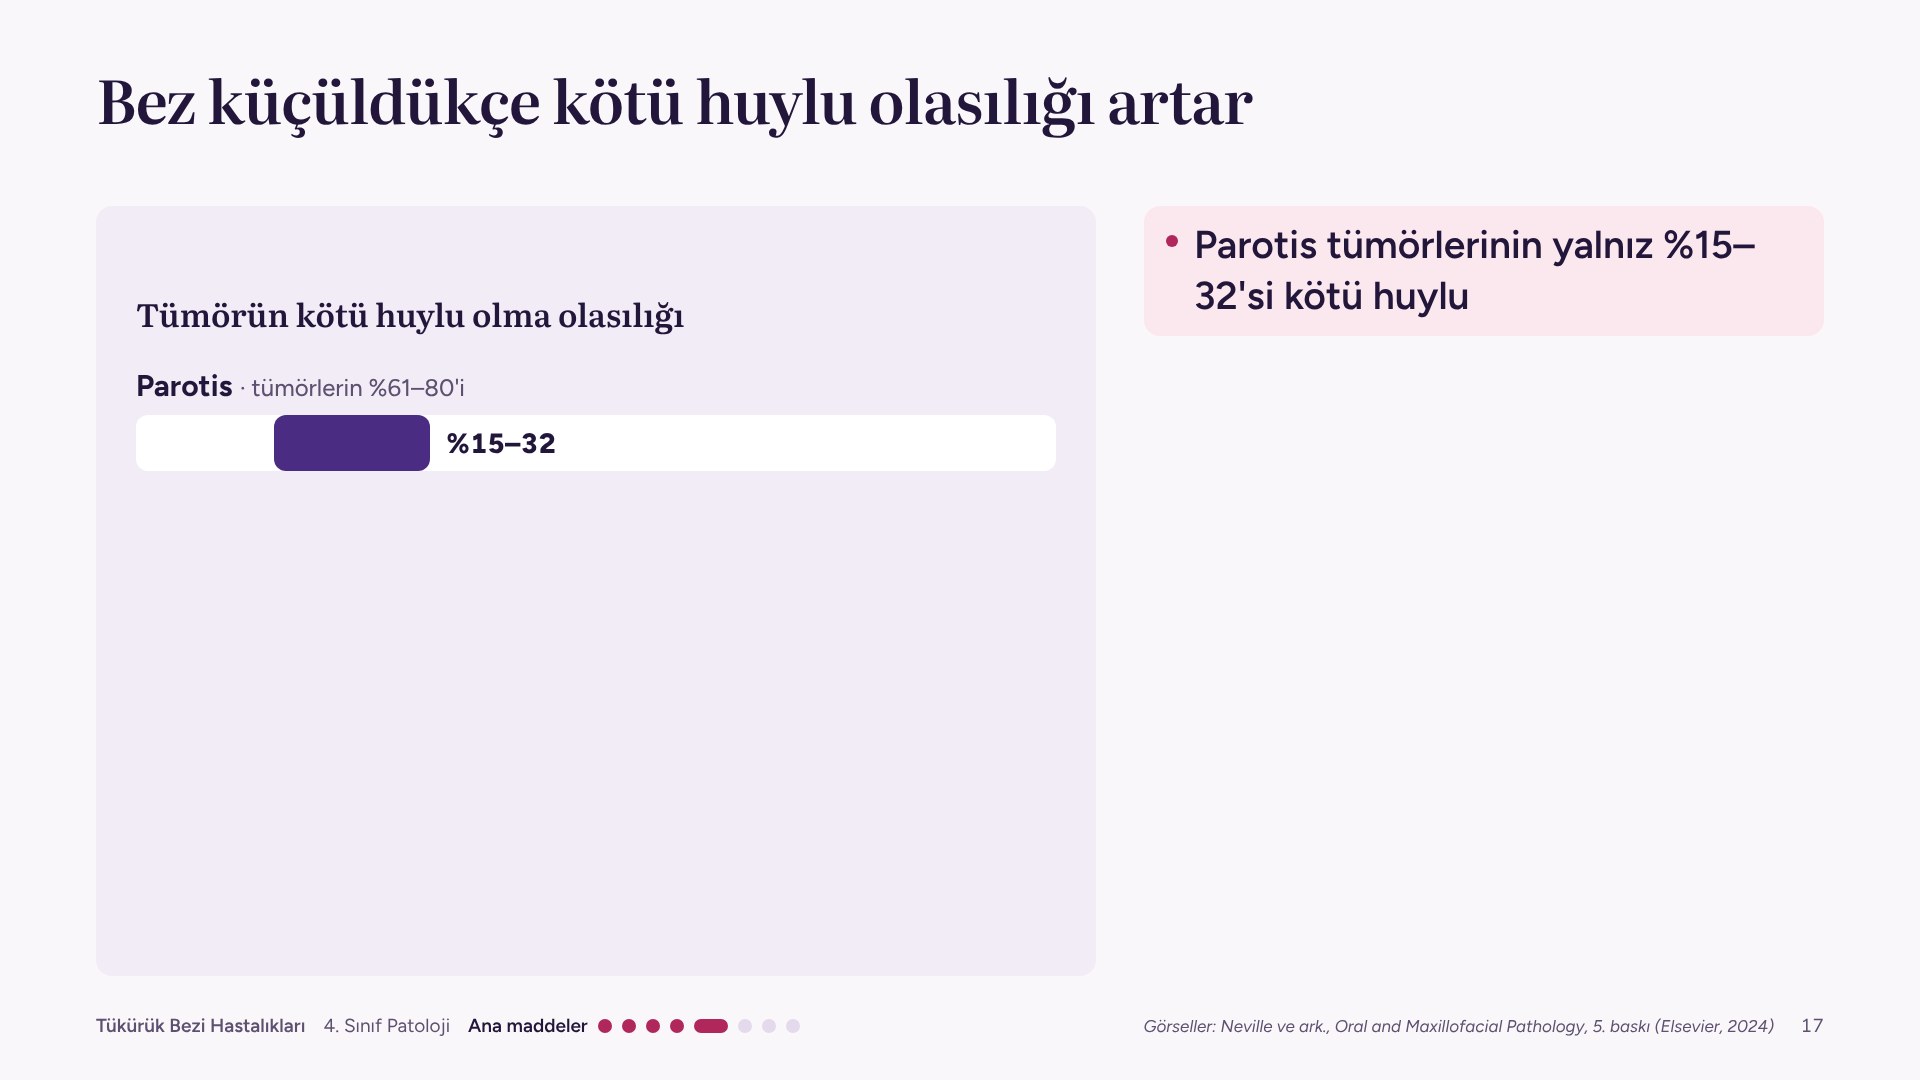 Bez küçüldükçe kötü huylu olasılığı artar
Tümörün kötü huylu olma olasılığı
Parotis · tümörlerin %61–80'i
%15–32
Parotis tümörlerinin yalnız %15–
32'si kötü huylu
Tükürük Bezi Hastalıkları 4. Sınıf Patoloji Ana maddeler
Görseller: Neville ve ark., Oral and Maxillofacial Pathology, 5. baskı (Elsevier, 2024) 17